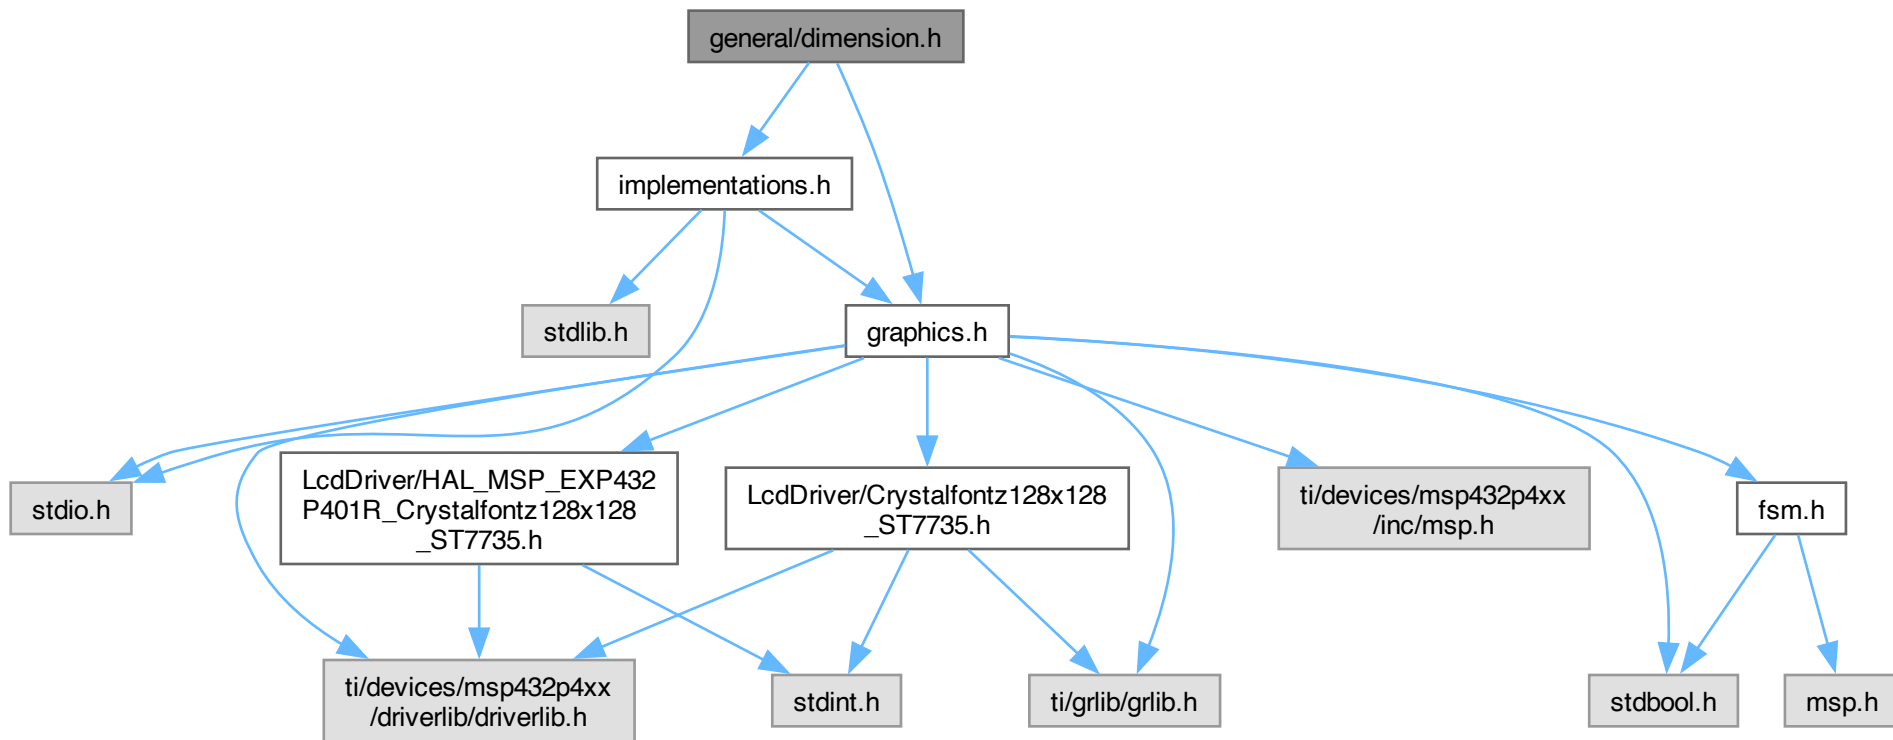 general/dimension.h
implementations.h
stdlib.h
graphics.h
stdio.h
LcdDriver/HAL_MSP_EXP432
P401R_Crystalfontz128x128
_ST7735.h
LcdDriver/Crystalfontz128x128
_ST7735.h
ti/devices/msp432p4xx
/inc/msp.h
fsm.h
ti/devices/msp432p4xx
/driverlib/driverlib.h
stdint.h
ti/grlib/grlib.h
stdbool.h
msp.h